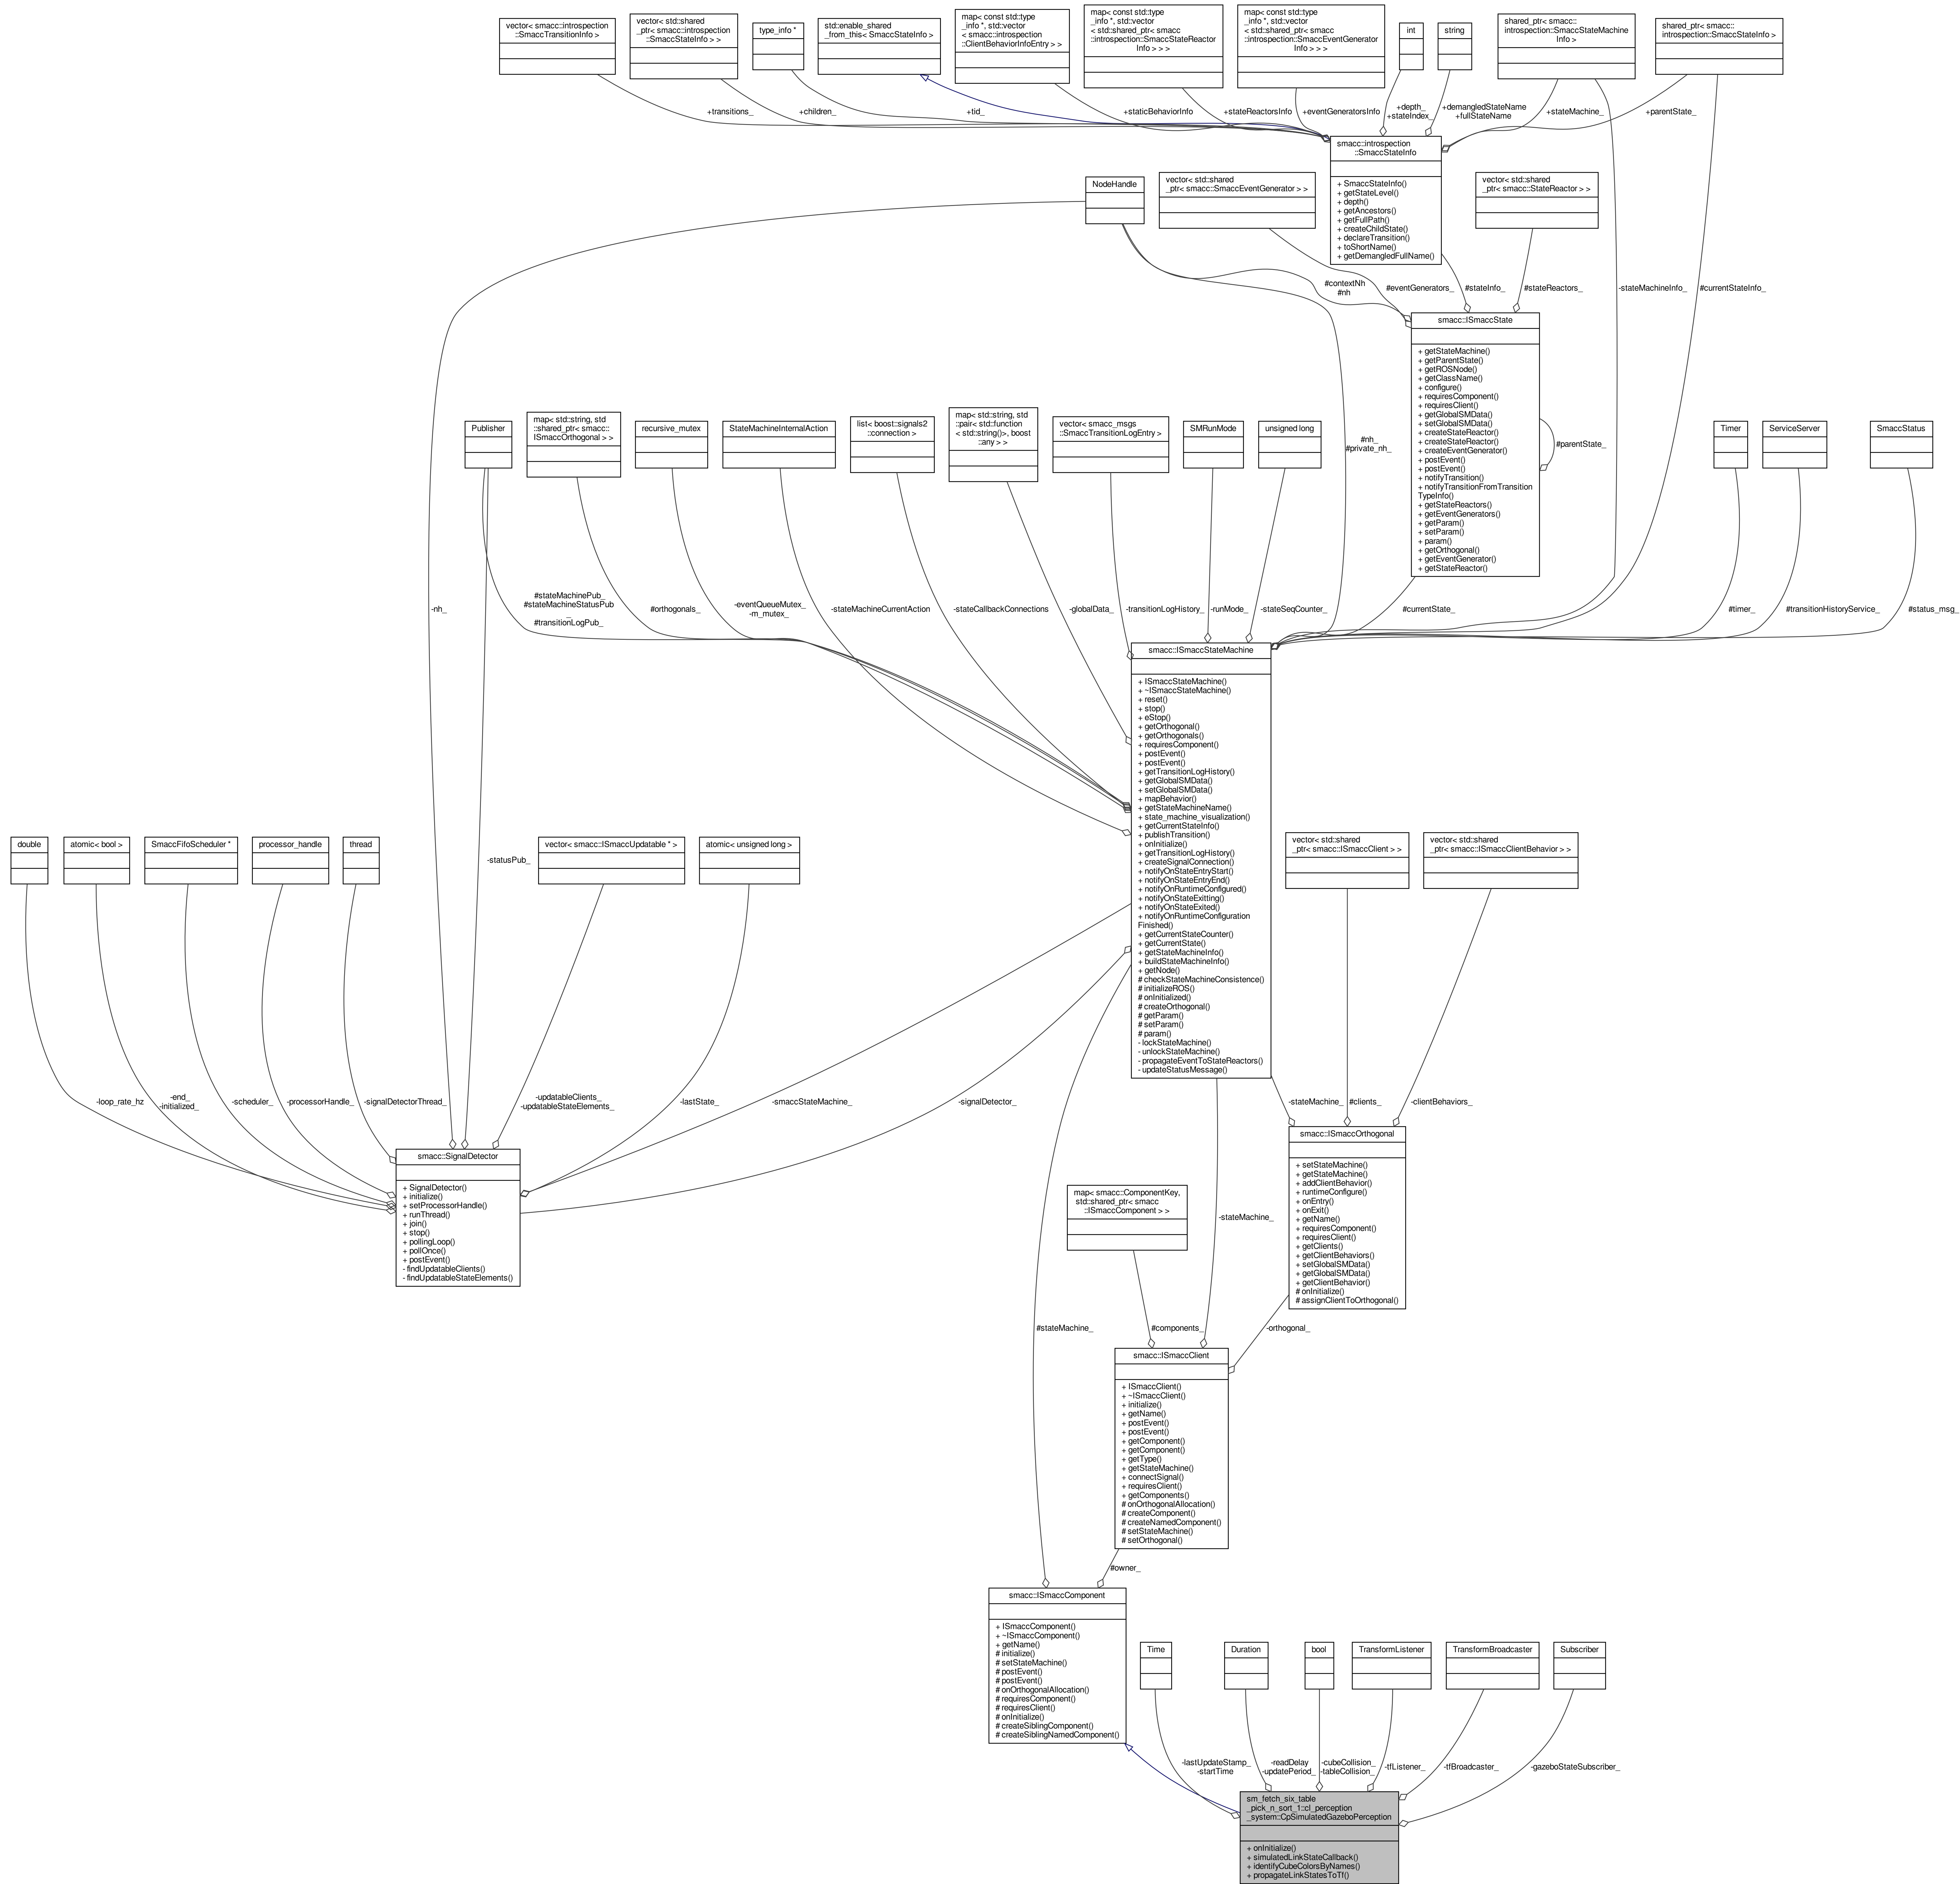 vector< smacc::introspection
::SmaccTransitionInfo >
vector< std::shared
_ptr< smacc::introspection
::SmaccStateInfo > >
type_info *
std::enable_shared
_from_this< SmaccStateInfo >
map< const std::type
_info *, std::vector
< smacc::introspection
::ClientBehaviorInfoEntry > >
map< const std::type
_info *, std::vector
< std::shared_ptr< smacc
::introspection::SmaccStateReactor
Info > > >
map< const std::type
_info *, std::vector
< std::shared_ptr< smacc
::introspection::SmaccEventGenerator
Info > > >
int
string
shared_ptr< smacc::
introspection::SmaccStateMachine
Info >
shared_ptr< smacc::
introspection::SmaccStateInfo >
+transitions_
+children_
+tid_
+staticBehaviorInfo
+stateReactorsInfo
+eventGeneratorsInfo
+depth_
+stateIndex_
+demangledStateName
+fullStateName
+stateMachine_
+parentState_
smacc::introspection
::SmaccStateInfo
+ SmaccStateInfo()
+ getStateLevel()
+ depth()
+ getAncestors()
+ getFullPath()
+ createChildState()
+ declareTransition()
+ toShortName()
+ getDemangledFullName()
NodeHandle
vector< std::shared
_ptr< smacc::SmaccEventGenerator > >
vector< std::shared
_ptr< smacc::StateReactor > >
#contextNh
#nh
#eventGenerators_
#stateInfo_
#stateReactors_
-stateMachineInfo_
#currentStateInfo_
smacc::ISmaccState
+ getStateMachine()
+ getParentState()
+ getROSNode()
+ getClassName()
+ configure()
+ requiresComponent()
+ requiresClient()
+ getGlobalSMData()
+ setGlobalSMData()
+ createStateReactor()
+ createStateReactor()
+ createEventGenerator()
+ postEvent()
+ postEvent()
+ notifyTransition()
+ notifyTransitionFromTransition
TypeInfo()
+ getStateReactors()
+ getEventGenerators()
+ getParam()
+ setParam()
+ param()
+ getOrthogonal()
+ getEventGenerator()
+ getStateReactor()
#parentState_
Publisher
map< std::string, std
::shared_ptr< smacc::
ISmaccOrthogonal > >
recursive_mutex
StateMachineInternalAction
list< boost::signals2
::connection >
map< std::string, std
::pair< std::function
< std::string()>, boost
::any > >
vector< smacc_msgs
::SmaccTransitionLogEntry >
SMRunMode
unsigned long
#nh_
#private_nh_
Timer
ServiceServer
SmaccStatus
-nh_
#stateMachinePub_
#stateMachineStatusPub
_
#transitionLogPub_
#orthogonals_
-eventQueueMutex_
-m_mutex_
-stateMachineCurrentAction
-stateCallbackConnections
-globalData_
-transitionLogHistory_
-runMode_
-stateSeqCounter_
#currentState_
#timer_
#transitionHistoryService_
#status_msg_
smacc::ISmaccStateMachine
+ ISmaccStateMachine()
+ ~ISmaccStateMachine()
+ reset()
+ stop()
+ eStop()
+ getOrthogonal()
+ getOrthogonals()
+ requiresComponent()
+ postEvent()
+ postEvent()
+ getTransitionLogHistory()
+ getGlobalSMData()
+ setGlobalSMData()
+ mapBehavior()
+ getStateMachineName()
+ state_machine_visualization()
+ getCurrentStateInfo()
+ publishTransition()
+ onInitialize()
+ getTransitionLogHistory()
+ createSignalConnection()
+ notifyOnStateEntryStart()
+ notifyOnStateEntryEnd()
+ notifyOnRuntimeConfigured()
+ notifyOnStateExitting()
+ notifyOnStateExited()
+ notifyOnRuntimeConfiguration
Finished()
+ getCurrentStateCounter()
+ getCurrentState()
+ getStateMachineInfo()
+ buildStateMachineInfo()
+ getNode()
# checkStateMachineConsistence()
# initializeROS()
# onInitialized()
# createOrthogonal()
# getParam()
# setParam()
# param()
- lockStateMachine()
- unlockStateMachine()
- propagateEventToStateReactors()
- updateStatusMessage()
double
atomic< bool >
SmaccFifoScheduler *
processor_handle
thread
-statusPub_
vector< smacc::ISmaccUpdatable * >
atomic< unsigned long >
vector< std::shared
_ptr< smacc::ISmaccClient > >
vector< std::shared
_ptr< smacc::ISmaccClientBehavior > >
-loop_rate_hz
-end_
-initialized_
-scheduler_
-processorHandle_
-signalDetectorThread_
-updatableClients_
-updatableStateElements_
-lastState_
-smaccStateMachine_
-signalDetector_
-stateMachine_
#clients_
-clientBehaviors_
smacc::SignalDetector
+ SignalDetector()
+ initialize()
+ setProcessorHandle()
+ runThread()
+ join()
+ stop()
+ pollingLoop()
+ pollOnce()
+ postEvent()
- findUpdatableClients()
- findUpdatableStateElements()
smacc::ISmaccOrthogonal
+ setStateMachine()
+ getStateMachine()
+ addClientBehavior()
+ runtimeConfigure()
+ onEntry()
+ onExit()
+ getName()
+ requiresComponent()
+ requiresClient()
+ getClients()
+ getClientBehaviors()
+ setGlobalSMData()
+ getGlobalSMData()
+ getClientBehavior()
# onInitialize()
# assignClientToOrthogonal()
map< smacc::ComponentKey,
std::shared_ptr< smacc
::ISmaccComponent > >
-stateMachine_
#stateMachine_
#components_
-orthogonal_
smacc::ISmaccClient
+ ISmaccClient()
+ ~ISmaccClient()
+ initialize()
+ getName()
+ postEvent()
+ postEvent()
+ getComponent()
+ getComponent()
+ getType()
+ getStateMachine()
+ connectSignal()
+ requiresClient()
+ getComponents()
# onOrthogonalAllocation()
# createComponent()
# createNamedComponent()
# setStateMachine()
# setOrthogonal()
#owner_
smacc::ISmaccComponent
+ ISmaccComponent()
+ ~ISmaccComponent()
+ getName()
# initialize()
# setStateMachine()
# postEvent()
# postEvent()
# onOrthogonalAllocation()
# requiresComponent()
# requiresClient()
# onInitialize()
# createSiblingComponent()
# createSiblingNamedComponent()
Time
Duration
bool
TransformListener
TransformBroadcaster
Subscriber
-lastUpdateStamp_
-startTime
-readDelay
-updatePeriod_
-cubeCollision_
-tableCollision_
-tfListener_
-tfBroadcaster_
-gazeboStateSubscriber_
sm_fetch_six_table
_pick_n_sort_1::cl_perception
_system::CpSimulatedGazeboPerception
+ onInitialize()
+ simulatedLinkStateCallback()
+ identifyCubeColorsByNames()
+ propagateLinkStatesToTf()